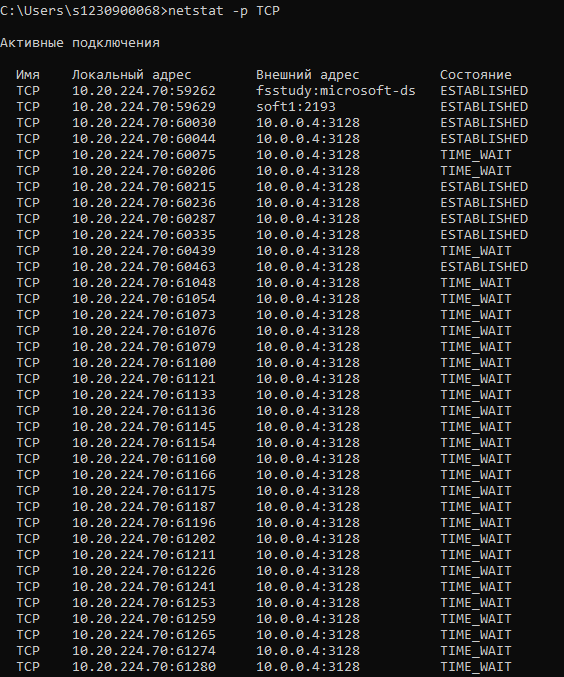 C:\Users\s1230900068>netstat -p TCP
Активные подключения
Имя Локальный адрес Внешний адрес Состояние
TCP 10.20.224.70:59262 fsstudy:microsoft-ds ESTABLISHED
TCP 10.20.224.70:59629 soft1:2193 ESTABLISHED
TCP 10.20.224.70:60030 10.0.0.4:3128 ESTABLISHED
TCP 10.20.224.70:60044 10.0.0.4:3128 ESTABLISHED
TCP 10.20.224.70:60075 10.0.0.4:3128 TIME_WAIT
TCP 10.20.224.70:60206 10.0.0.4:3128 TIME_WAIT
TCP 10.20.224.70:60215 10.0.0.4:3128 ESTABLISHED
TCP 10.20.224.70:60236 10.0.0.4:3128 ESTABLISHED
TCP 10.20.224.70:60287 10.0.0.4:3128 ESTABLISHED
TCP 10.20.224.70:60335 10.0.0.4:3128 ESTABLISHED
TCP 10.20.224.70:60439 10.0.0.4:3128 TIME_WAIT
TCP 10.20.224.70:60463 10.0.0.4:3128 ESTABLISHED
TCP 10.20.224.70:61048 10.0.0.4:3128 TIME_WAIT
TCP 10.20.224.70:61054 10.0.0.4:3128 TIME_WAIT
TCP 10.20.224.70:61073 10.0.0.4:3128 TIME_WAIT
TCP 10.20.224.70:61076 10.0.0.4:3128 TIME_WAIT
TCP 10.20.224.70:61079 10.0.0.4:3128 TIME_WAIT
TCP 10.20.224.70:61100 10.0.0.4:3128 TIME_WAIT
TCP 10.20.224.70:61121 10.0.0.4:3128 TIME_WAIT
TCP 10.20.224.70:61133 10.0.0.4:3128 TIME_WAIT
TCP 10.20.224.70:61136 10.0.0.4:3128 TIME_WAIT
TCP 10.20.224.70:61145 10.0.0.4:3128 TIME_WAIT
TCP 10.20.224.70:61154 10.0.0.4:3128 TIME_WAIT
TCP 10.20.224.70:61160 10.0.0.4:3128 TIME_WAIT
TCP 10.20.224.70:61166 10.0.0.4:3128 TIME_WAIT
TCP 10.20.224.70:61175 10.0.0.4:3128 TIME_WAIT
TCP 10.20.224.70:61187 10.0.0.4:3128 TIME_WAIT
TCP 10.20.224.70:61196 10.0.0.4:3128 TIME_WAIT
TCP 10.20.224.70:61202 10.0.0.4:3128 TIME_WAIT
TCP 10.20.224.70:61211 10.0.0.4:3128 TIME_WAIT
TCP 10.20.224.70:61226 10.0.0.4:3128 TIME_WAIT
TCP 10.20.224.70:61241 10.0.0.4:3128 TIME_WAIT
TCP 10.20.224.70:61253 10.0.0.4:3128 TIME_WAIT
TCP 10.20.224.70:61259 10.0.0.4:3128 TIME_WAIT
TCP 10.20.224.70:61265 10.0.0.4:3128 TIME_WAIT
TCP 10.20.224.70:61274 10.0.0.4:3128 TIME_WAIT
TCP 10.20.224.70:61280 10.0.0.4:3128 TIME_WAIT